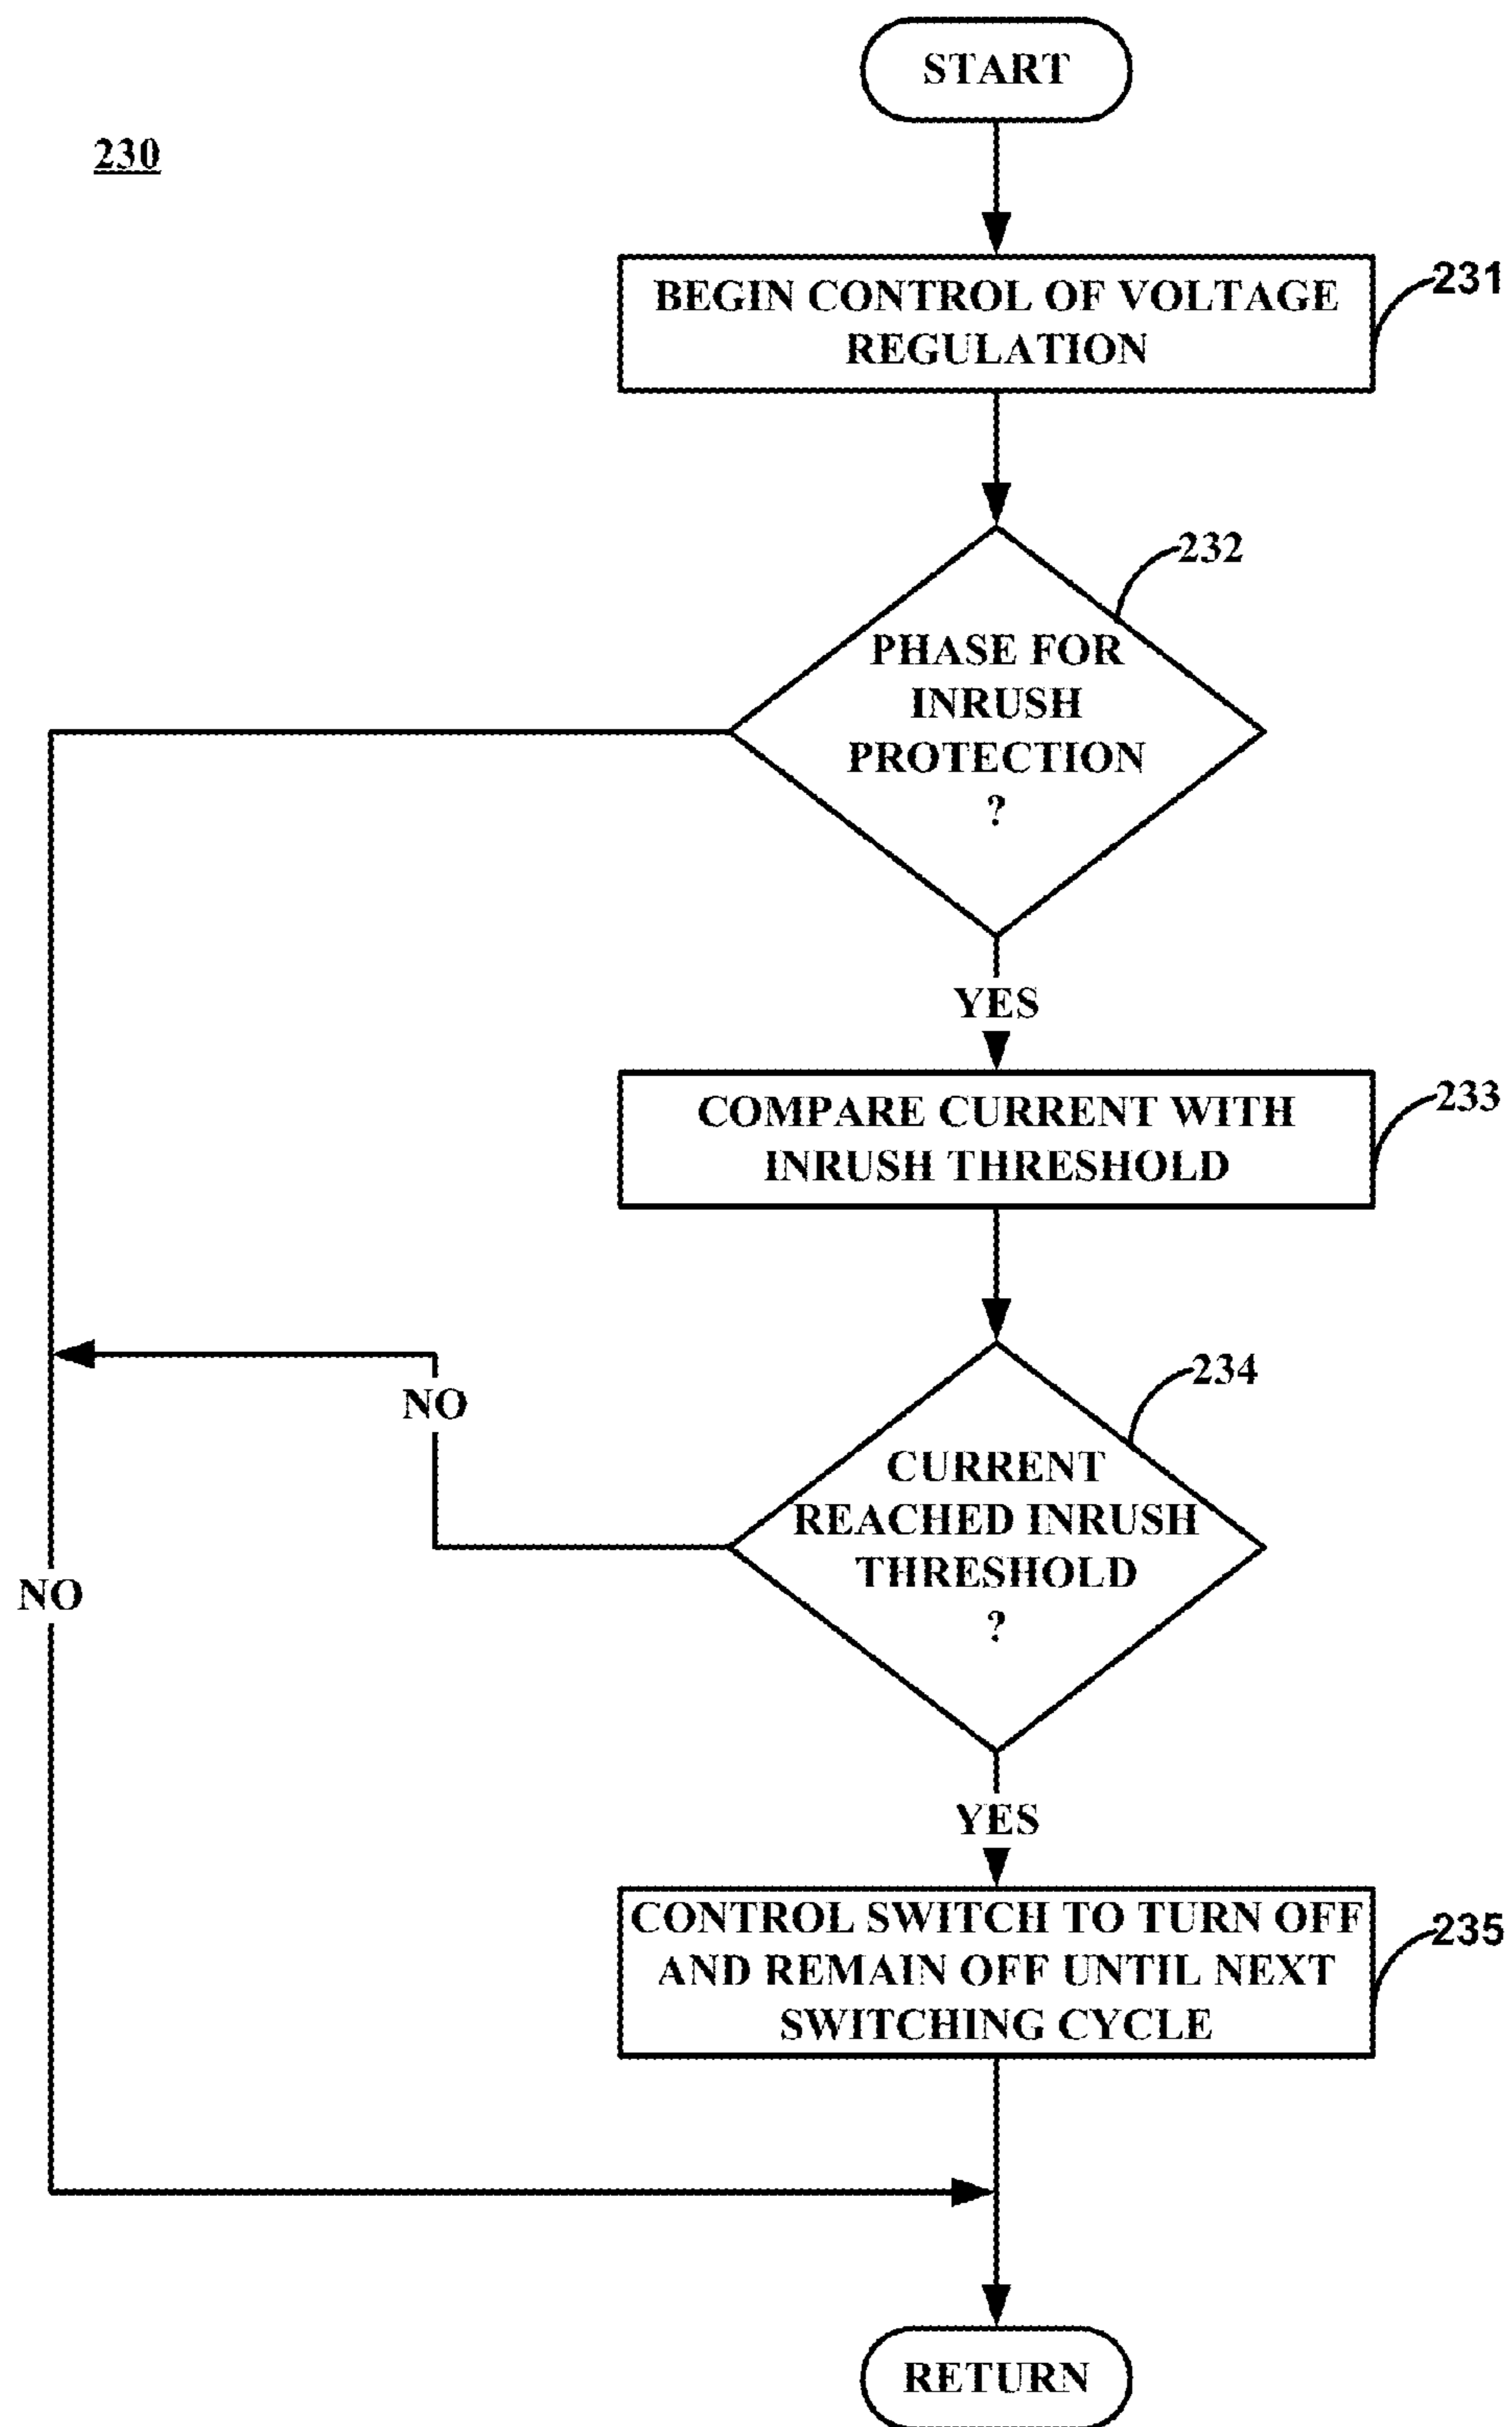 START
230
BEGIN CONTROL OF VOLTAGE
REGULATION
231
232
PHASE FOR
INRUSH
PROTECTION
?
YES
COMPARE CURRENT WITH
INRUSH THRESHOLD
233
234
NO
CURRENT
REACHED INRUSH
THRESHOLD
?
NO
YES
CONTROL SWITCH TO TURN OFF
AND REMAIN OFF UNTIL NEXT
SWITCHING CYCLE
235
RETURN